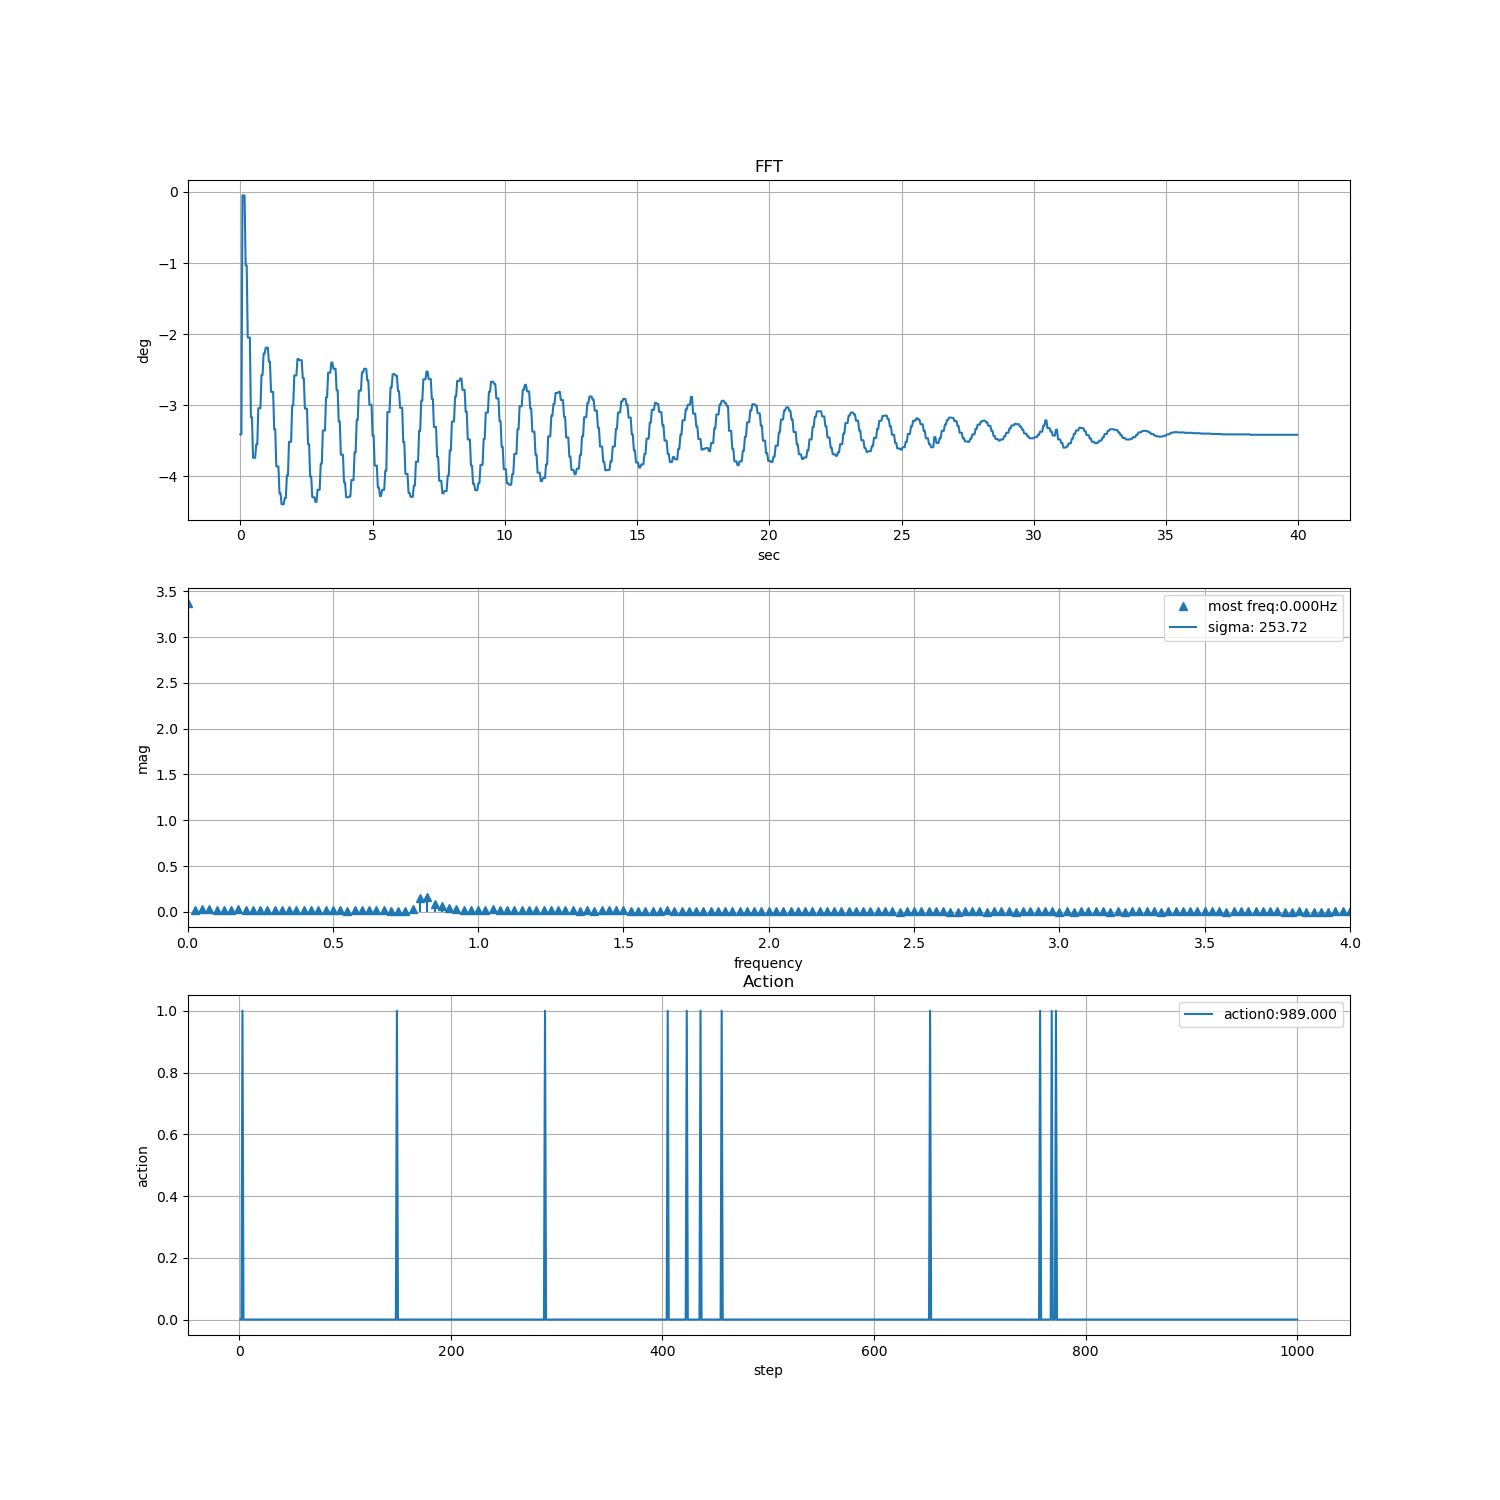 FFT
0
−1
−2
−3
−4
deg
0 5 10 15 20 25 30 35 40
sec
3.5
3.0
2.5
2.0
1.5
1.0
0.5
0.0
mag
most freq:0.000Hz
sigma: 253.72
0.0 0.5 1.0 1.5 2.0 2.5 3.0 3.5 4.0
frequency
Action
1.0
0.8
0.6
0.4
0.2
0.0
action
action0:989.000
0 200 400 600 800 1000
step